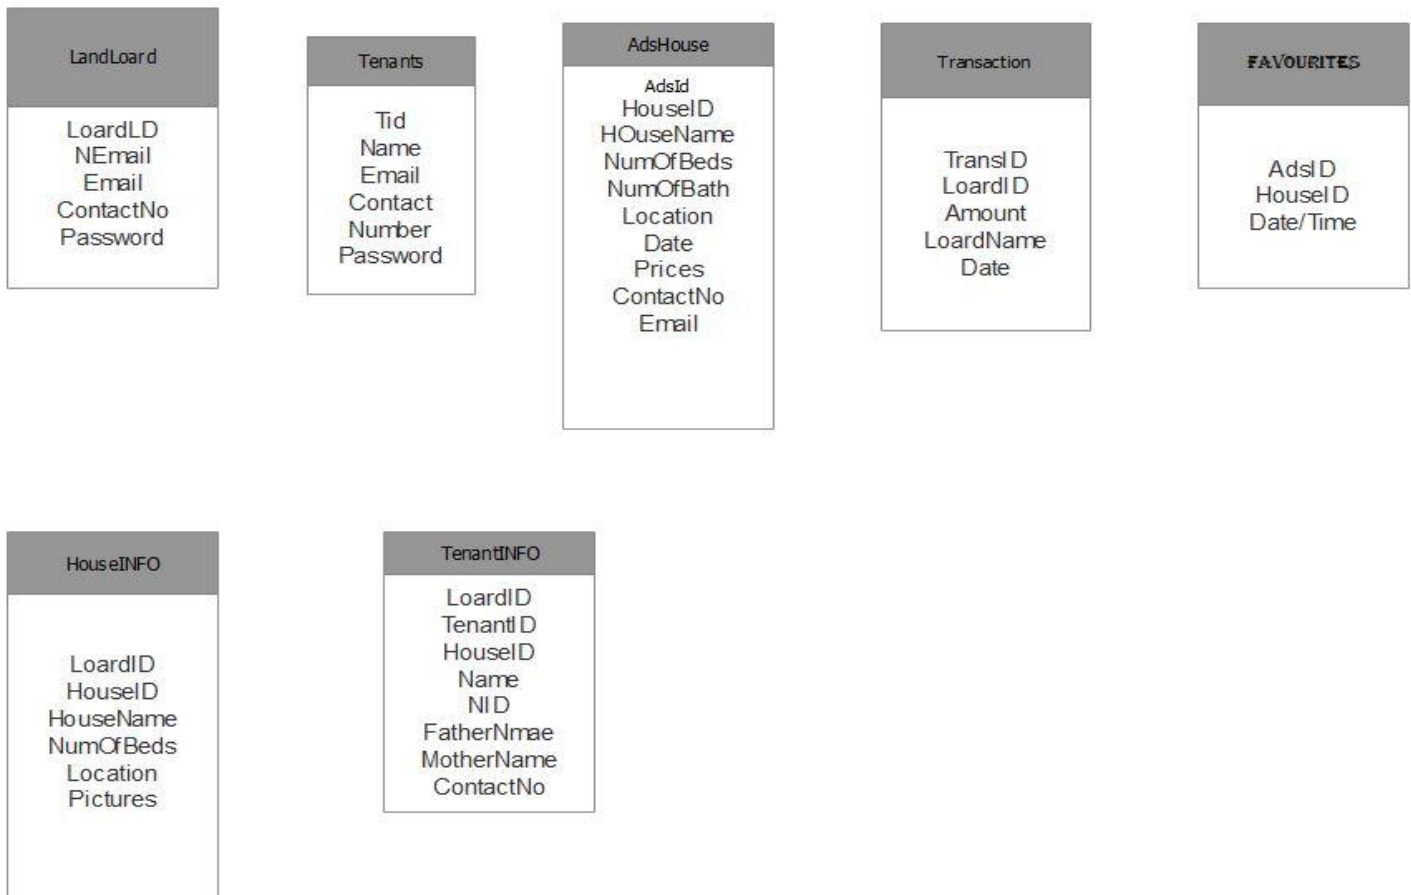 LandLoard
LoardLD
NEmail
Email
ContactNo
Password
Tenants
Tid
Name
Email
Contact
Number
Password
AdsHouse
AdsId
HouseID
HOuseName
NumOfBeds
NumOfBath
Location
Date
Prices
ContactNo
Email
Transaction
TransID
LoardID
Amount
LoardName
Date
FAVOURITES
AdsID
HouseID
Date/Time
HouseINFO
LoardID
HouseID
HouseName
NumOfBeds
Location
Pictures
TenantINFO
LoardID
TenantID
HouseID
Name
NID
FatherNmae
MotherName
ContactNo